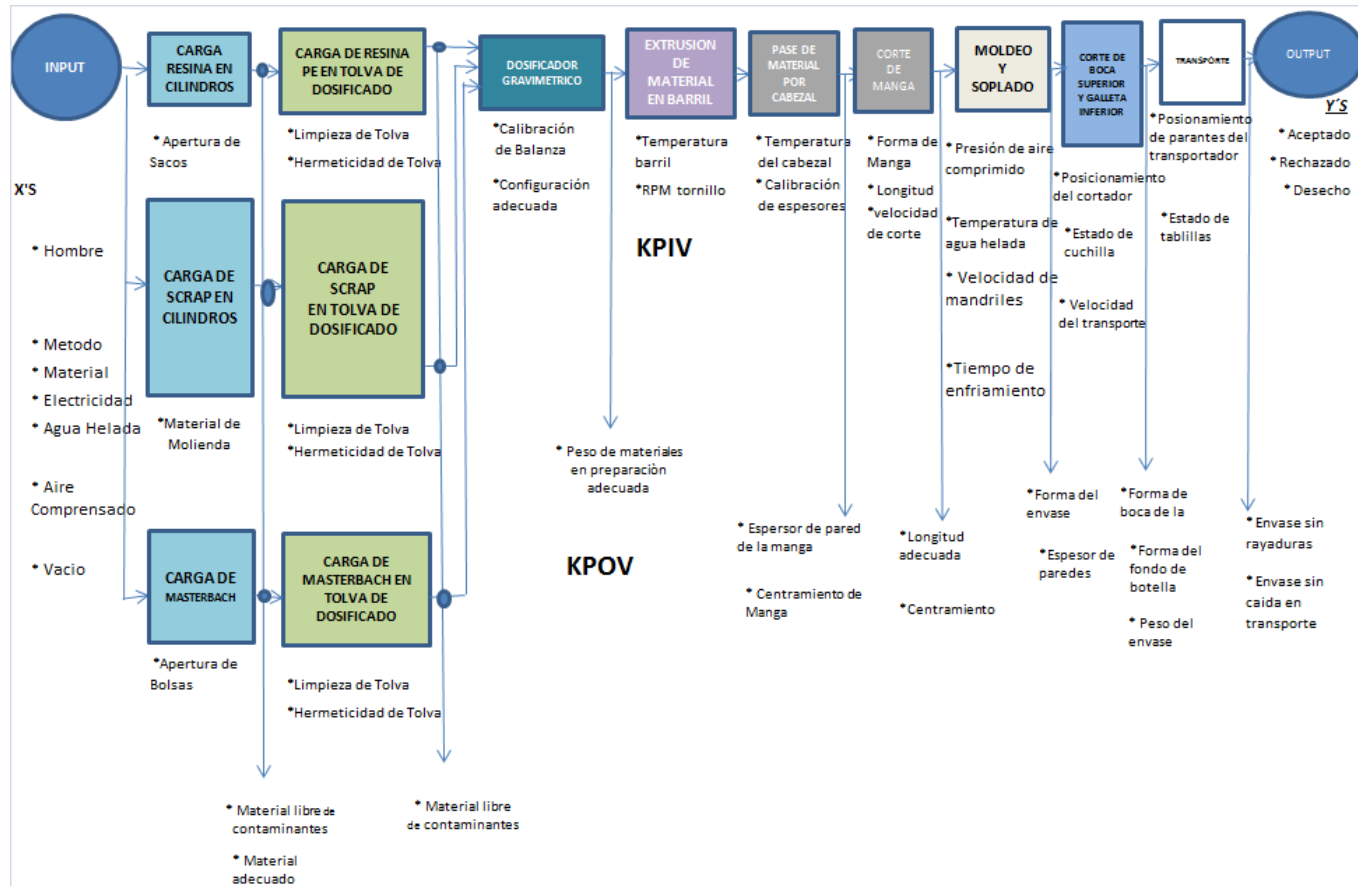 INPUT
CARGA
RESINA EN
CILINDROS
CARGA DE RESINA
PE EN TOLVA DE
DOSIFICADO
DOSIFICADOR
GRAVIMETRICO
EXTRUSION
DE
MATERIAL
EN BARRIL
PASE DE
MATERIAL
POR
CABEZAL
CORTE
DE
MANGA
MOLDEO
Y
SOPLADO
CORTE DE
BOCA
SUPERIOR
Y GALLETA
INFERIOR
TRANSPORTE
OUTPUT
Y´S
* Apertura de
Sacos
*Limpieza de Tolva
*Hermeticidad de Tolva
*Calibración
de Balanza
*Configuración
adecuada
*Temperatura
barril
*RPM tornillo
*Temperatura
del cabezal
* Calibración
de espesores
*Forma de
Manga
* Longitud
*velocidad
de corte
*Presión de aire
comprimido
*Temperatura de
agua helada
* Velocidad de
mandriles
*Tiempo de
enfriamiento
*Posicionamiento
del cortador
*Estado de
cuchilla
* Velocidad
del transporte
*Posionamiento
de parantes del
transportador
*Estado de
tablillas
* Aceptado
* Rechazado
* Desecho
X'S
* Hombre
* Metodo
* Material
* Electricidad
* Agua Helada
* Aire
Comprensado
* Vacio
CARGA DE
SCRAP EN
CILINDROS
CARGA DE
SCRAP
EN TOLVA DE
DOSIFICADO
KPIV
*Material de
Molienda
*Limpieza de Tolva
*Hermeticidad de Tolva
CARGA DE
MASTERBACH
CARGA DE
MASTERBACH EN
TOLVA DE
DOSIFICADO
KPOV
*Apertura de
Bolsas
*Limpieza de Tolva
*Hermeticidad de Tolva
* Peso de materiales
en preparaciòn
adecuada
* Espersor de pared
de la manga
* Centramiento de
Manga
*Longitud
adecuada
* Centramiento
*Forma del
envase
*Espesor de
paredes
*Forma de
boca de la
*Forma del
fondo de
botella
* Peso del
envase
*Envase sin
rayaduras
*Envase sin
caida en
transporte
* Material libre de
contaminantes
* Material
adecuado
* Material libre
de contaminantes